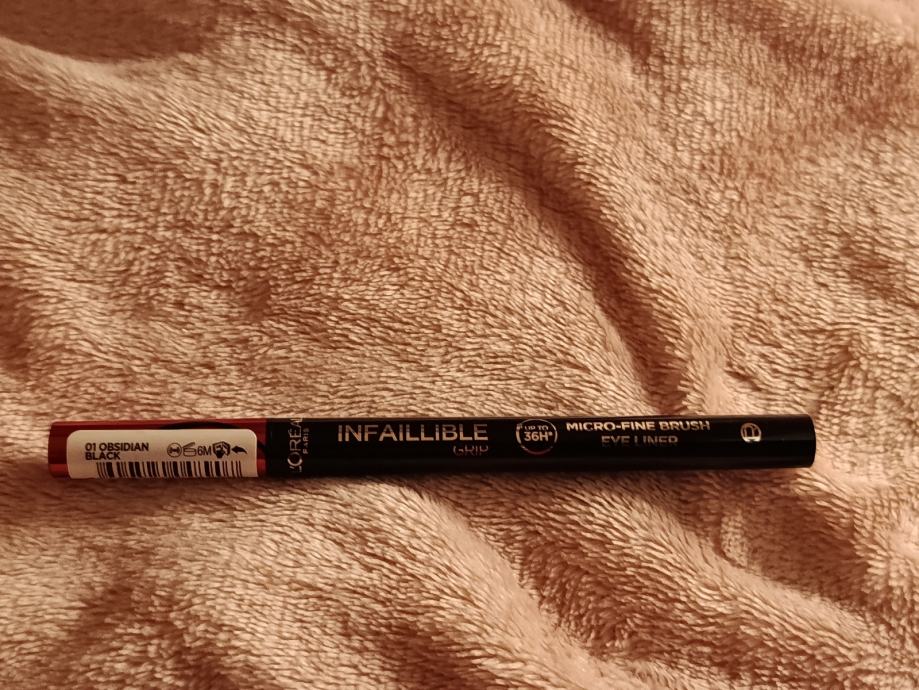 01 OBSIDIAN
BLACK
6M
L'ORÉAL
PARIS
INFAILLIBLE
GRIP
UP TO
36H*
MICRO-FINE BRUSH
EYE LINER